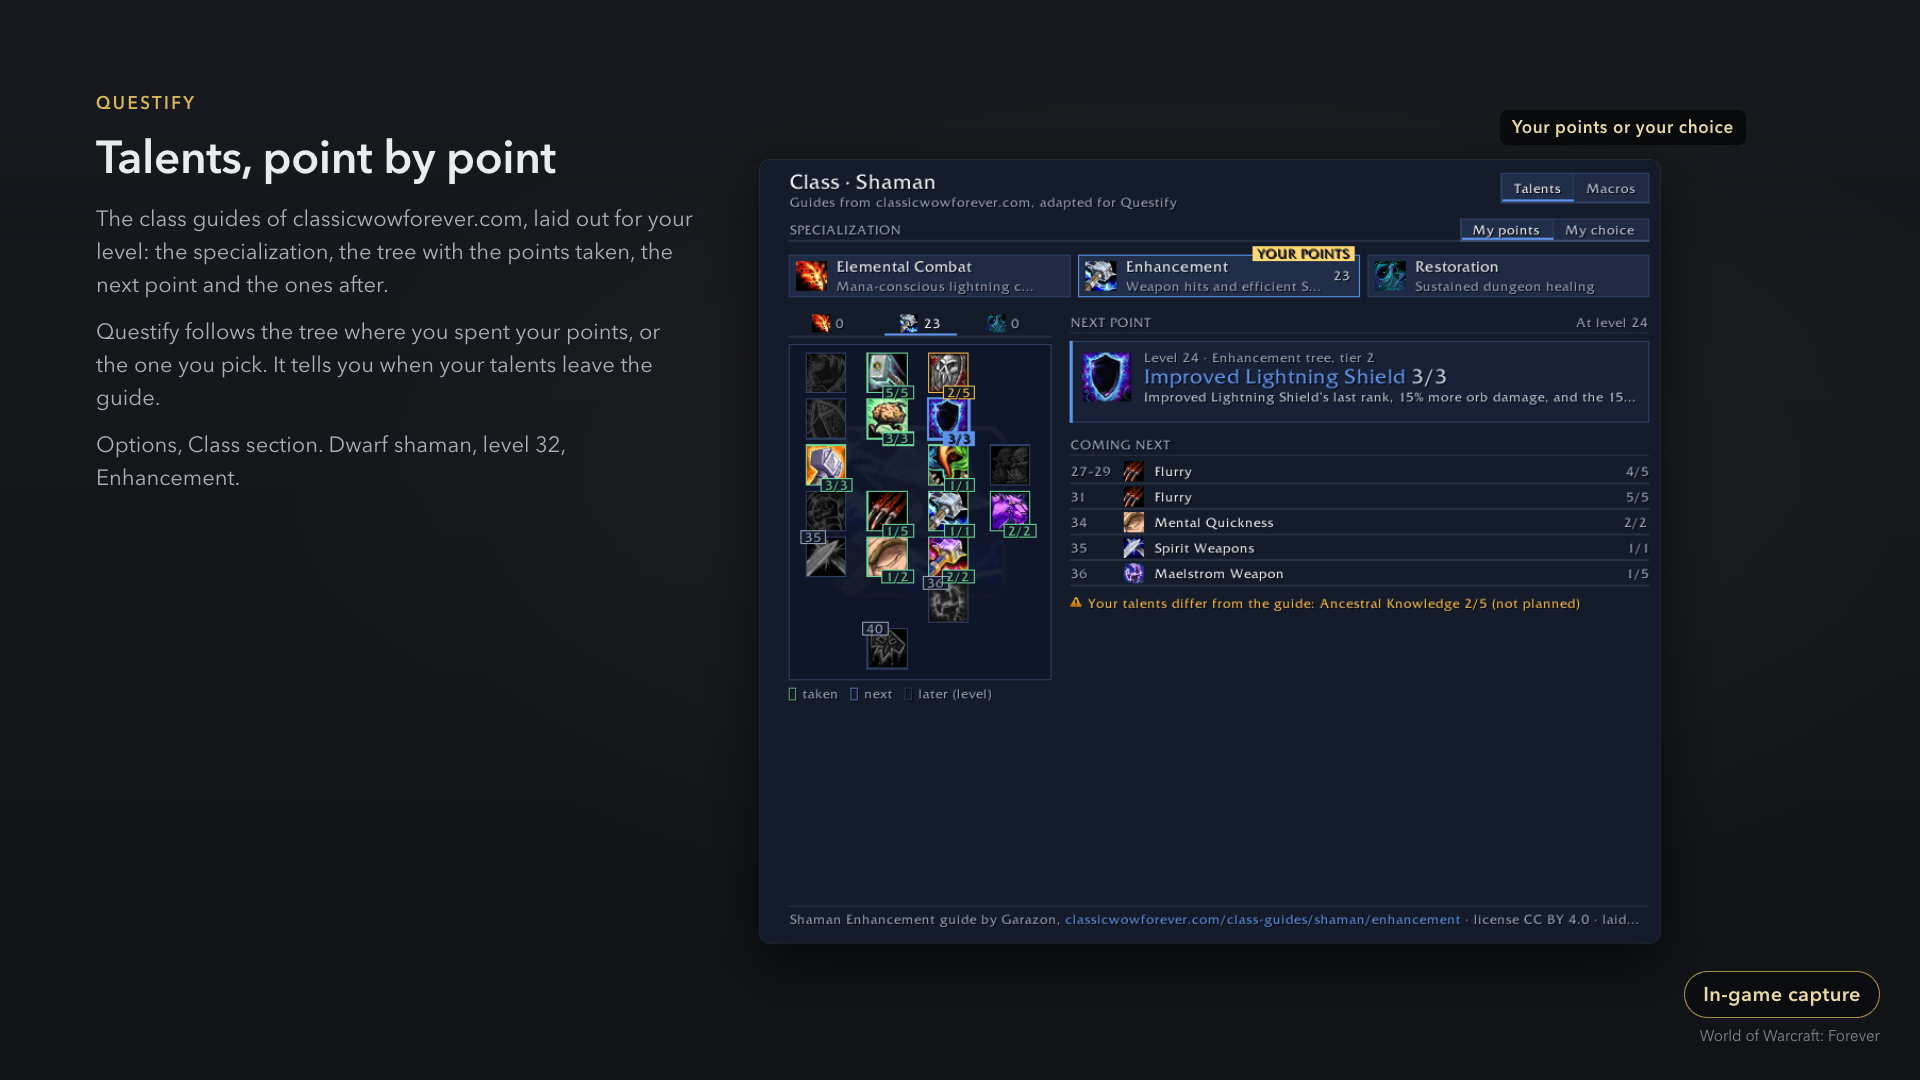 QUESTIFY
Talents, point by point
The class guides of classicwowforever.com, laid out for your
level: the specialization, the tree with the points taken, the
next point and the ones after.
Questify follows the tree where you spent your points, or
the one you pick. It tells you when your talents leave the
guide.
Options, Class section. Dwarf shaman, level 32,
Enhancement.
Your points or your choice
Class · Shaman
Guides from classicwowforever.com, adapted for Questify
Talents
Macros
SPECIALIZATION
My points
My choice
Elemental Combat
Mana-conscious lightning c...
YOUR POINTS
Enhancement
Weapon hits and efficient S...
23
Restoration
Sustained dungeon healing
0
23
0
5/5
2/5
3/3
3/3
3/3
1/1
1/5
1/1
2/2
35
1/2
2/2
36
40
taken
next
later (level)
NEXT POINT
At level 24
Level 24 · Enhancement tree, tier 2
Improved Lightning Shield 3/3
Improved Lightning Shield's last rank, 15% more orb damage, and the 15...
COMING NEXT
27-29 Flurry 4/5
31 Flurry 5/5
34 Mental Quickness 2/2
35 Spirit Weapons 1/1
36 Maelstrom Weapon 1/5
Your talents differ from the guide: Ancestral Knowledge 2/5 (not planned)
Shaman Enhancement guide by Garazon, classicwowforever.com/class-guides/shaman/enhancement · license CC BY 4.0 · laid...
In-game capture
World of Warcraft: Forever